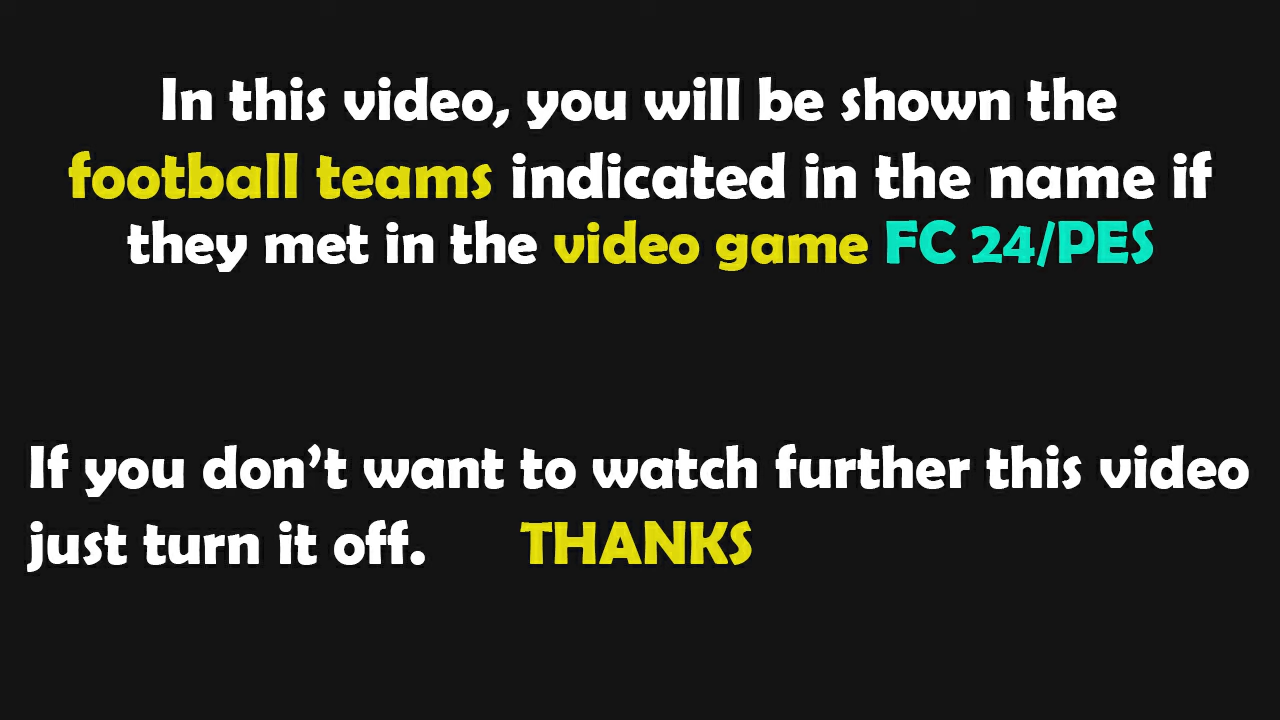 In this video, you will be shown the
football teams indicated in the name if
they met in the video game FC 24/PES
If you don’t want to watch further this video
just turn it off. THANKS